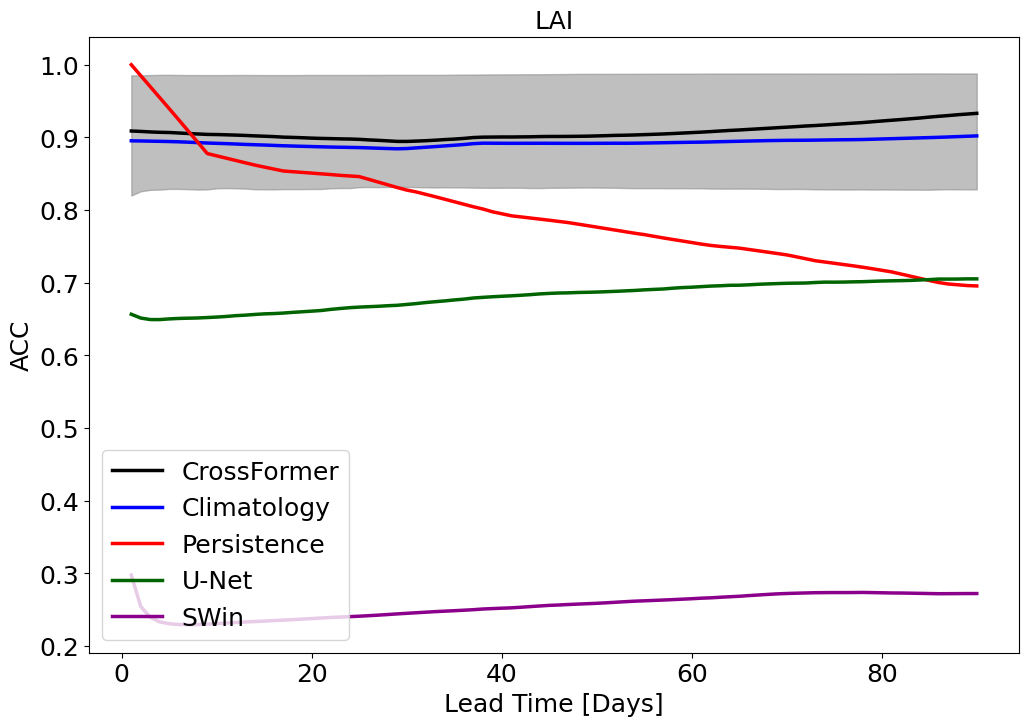 LAI
1.0
0.9
0.8
0.7
0.6
0.5
0.4
0.3
0.2
ACC
CrossFormer
Climatology
Persistence
U-Net
SWin
0 20 40 60 80
Lead Time [Days]